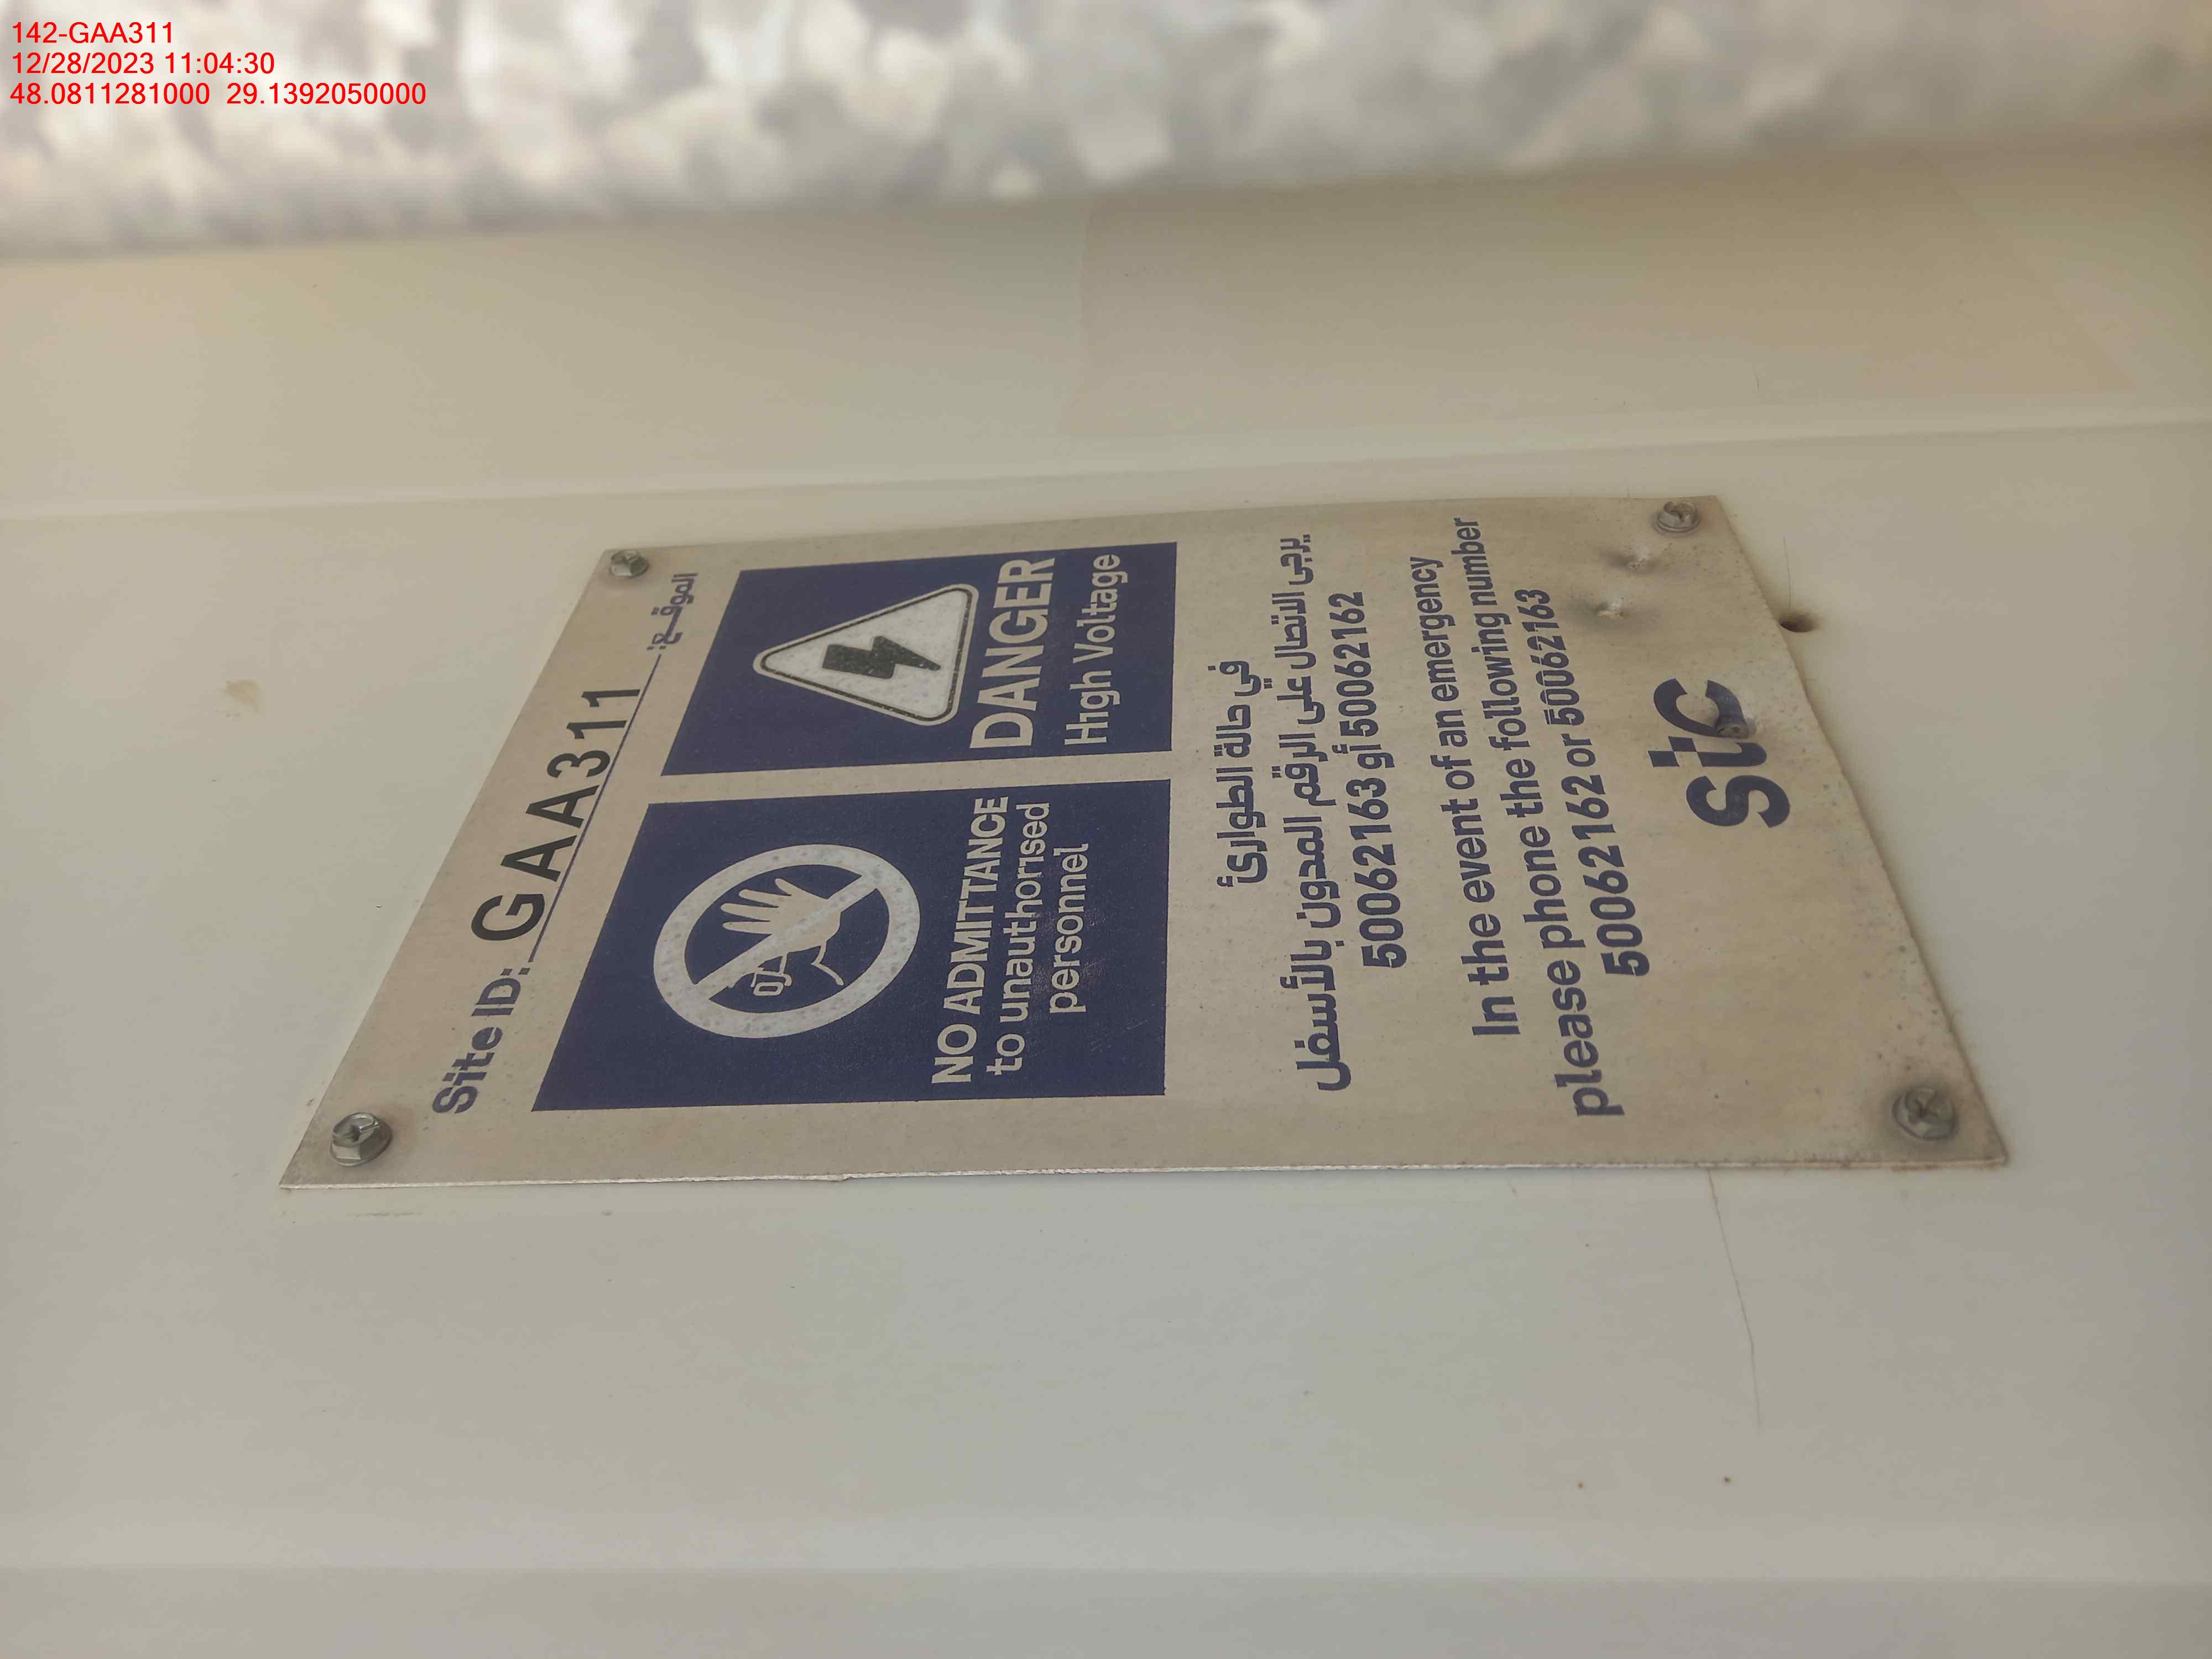 142-GAA311
12/28/2023 11:04:30
48.0811281000 29.1392050000
Site ID: GAA311 الموقع:
NO ADMITTANCE
to unauthorised
personnel
DANGER
High Voltage
في حالة الطوارئ
يرجى الاتصال على الرقم المدون بالأسفل
50062163 أو 50062162
In the event of an emergency
please phone the following number
50062162 or 50062163
stc